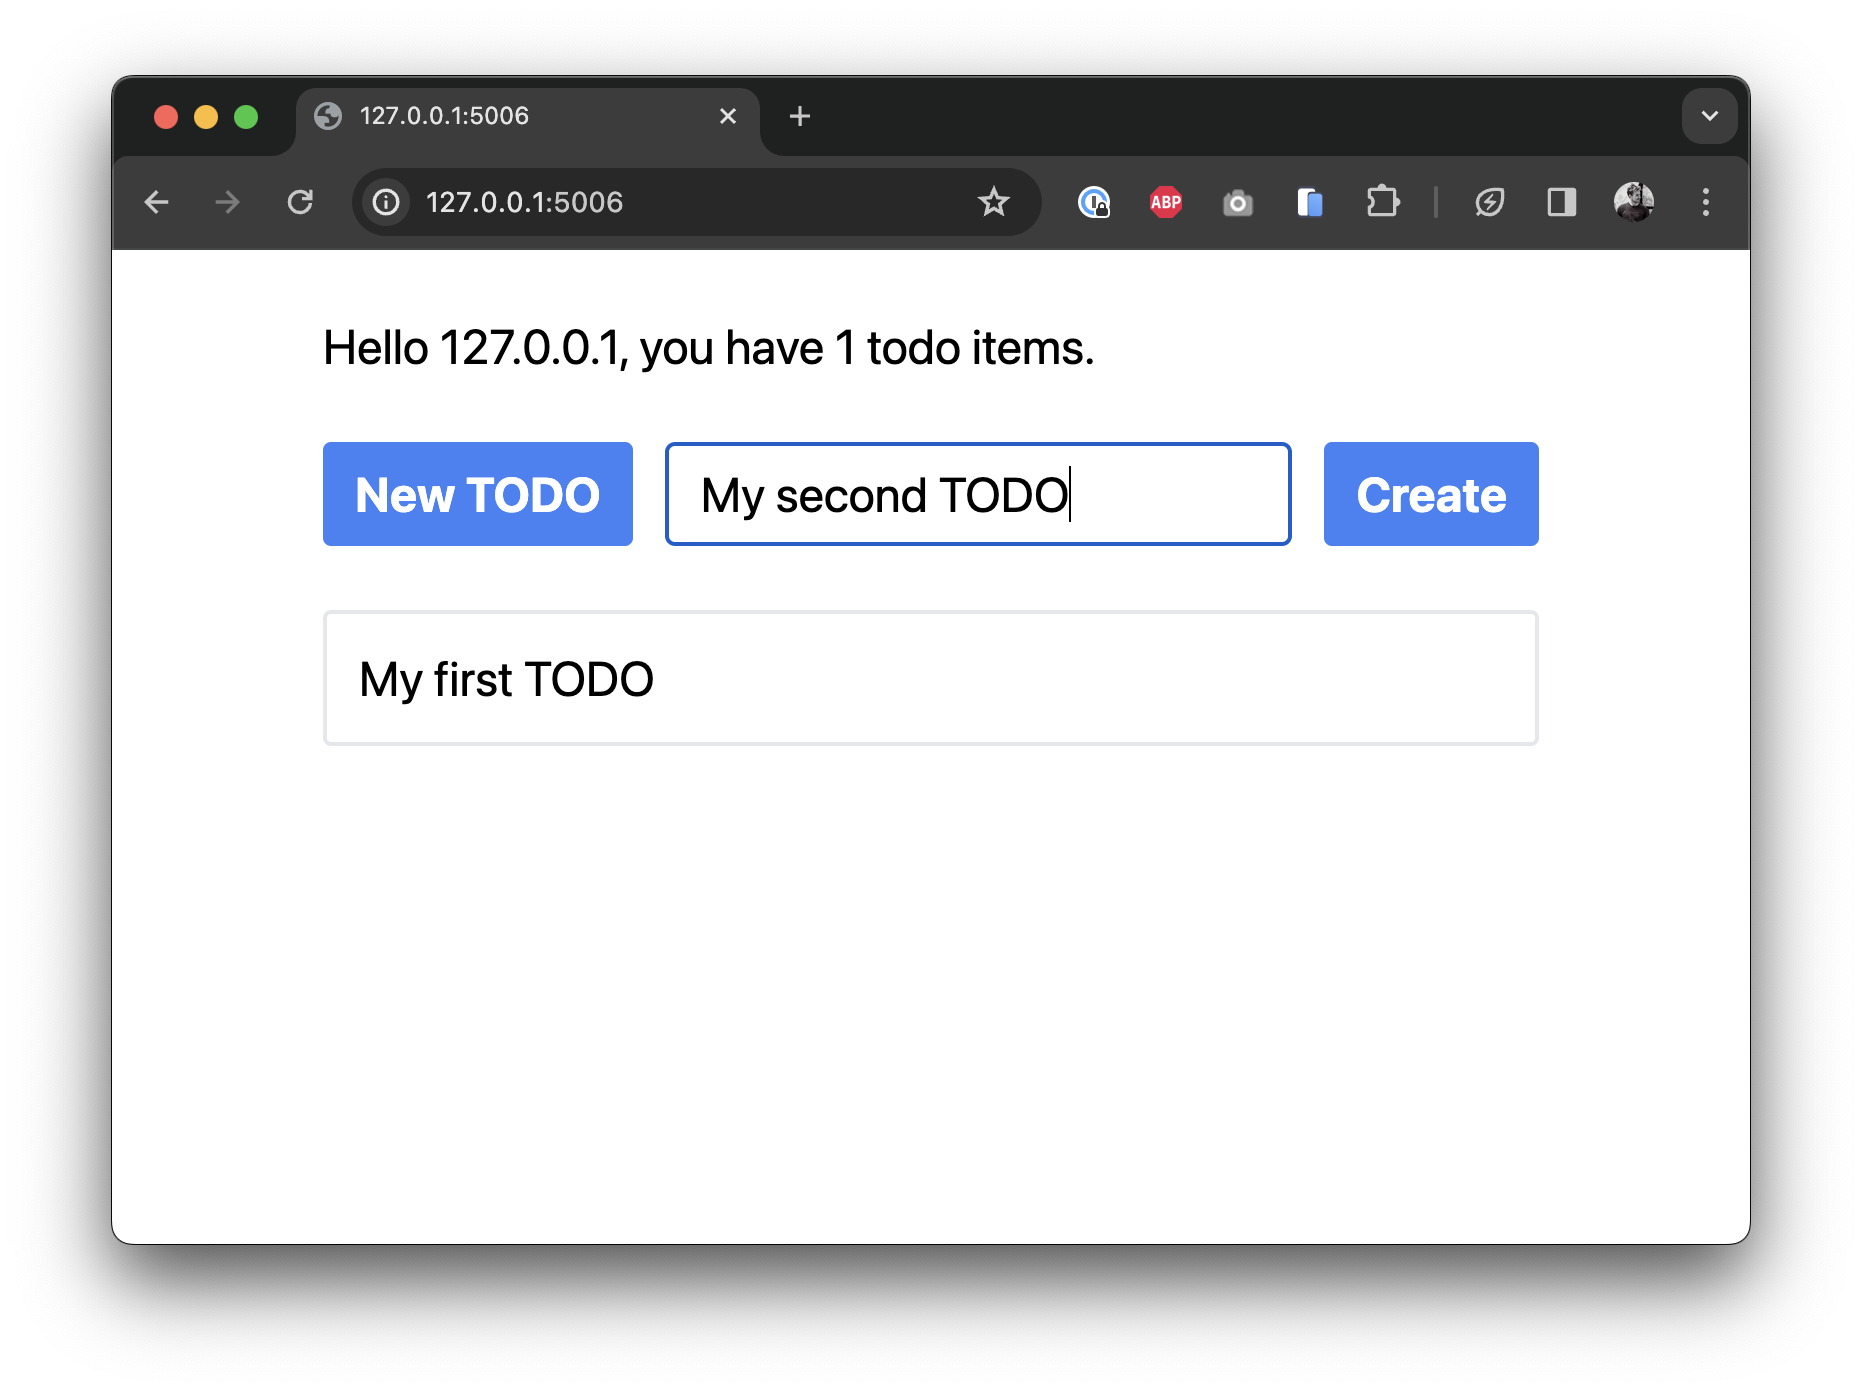 127.0.0.1:5006
127.0.0.1:5006
ABP
Hello 127.0.0.1, you have 1 todo items.
New TODO
My second TODO
Create
My first TODO